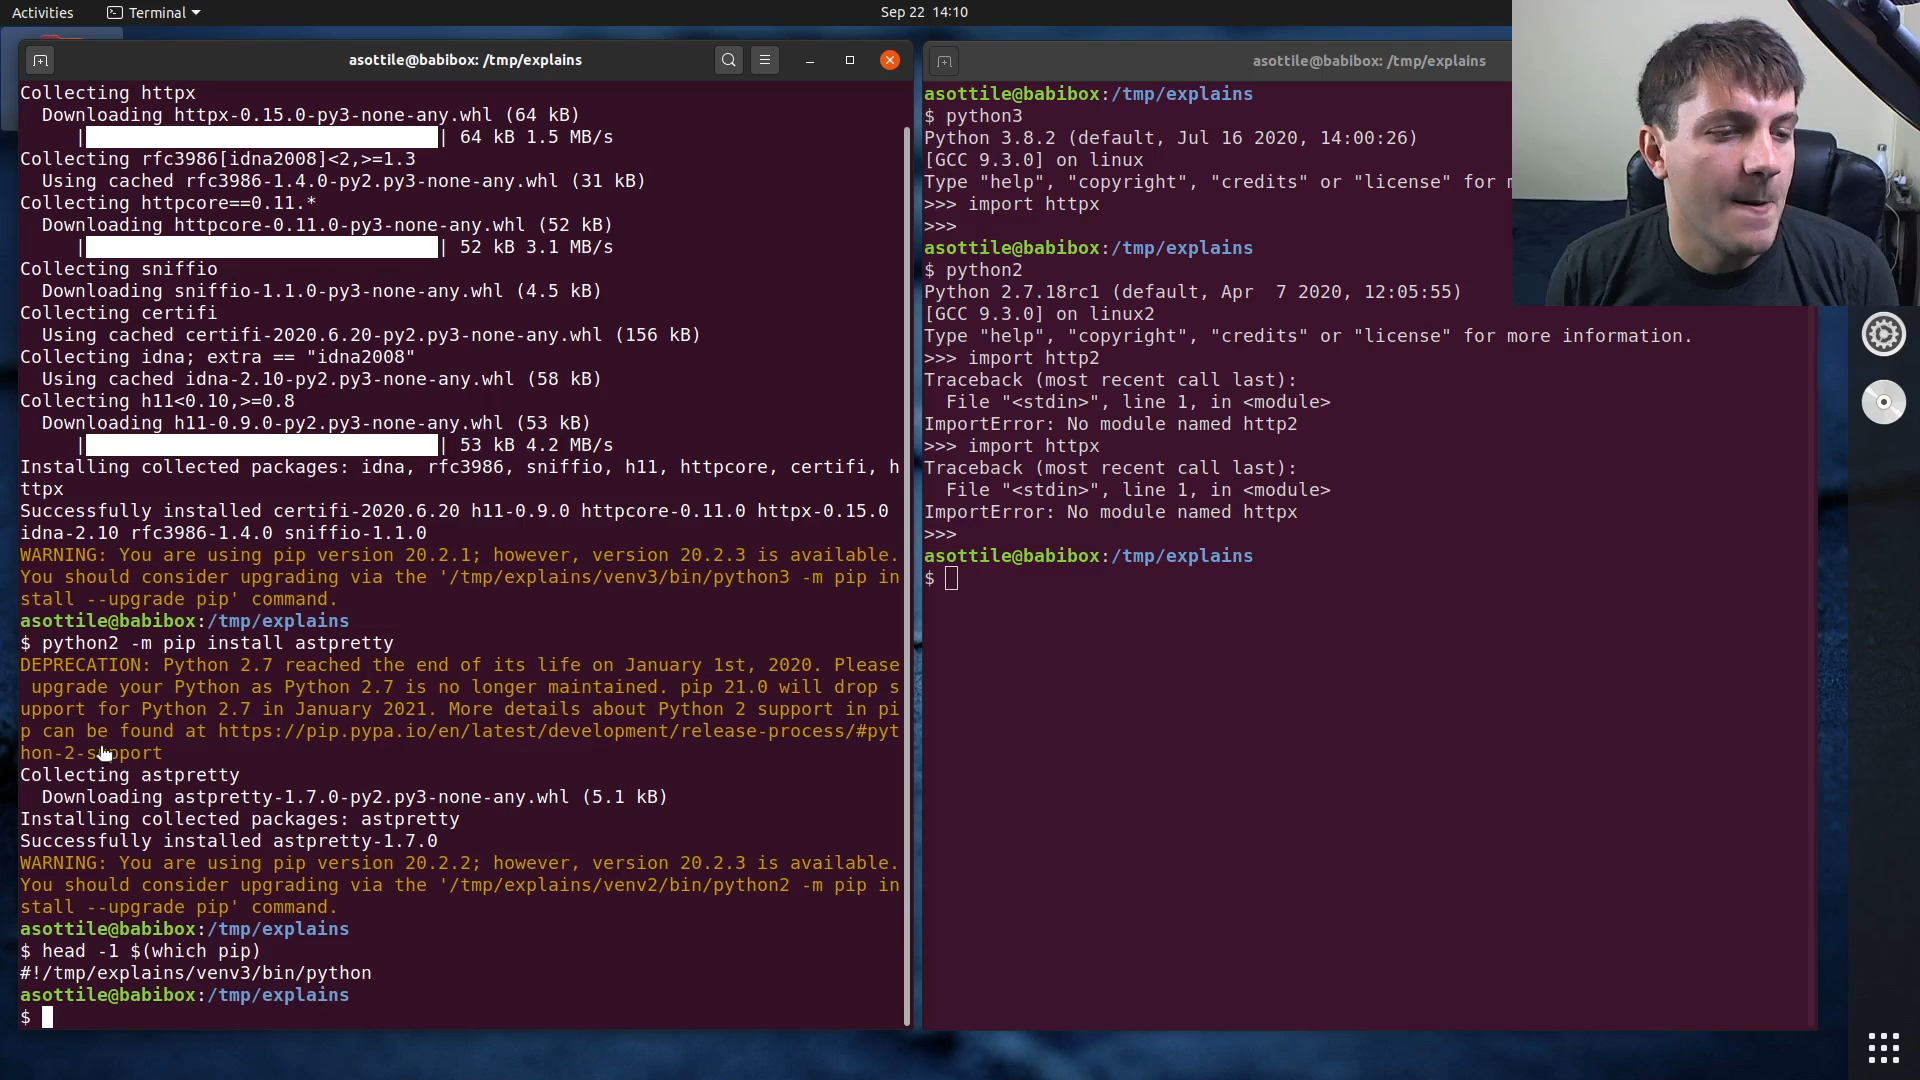 Activities
Terminal
Sep 22 14:10
asottile@babibox: /tmp/explains
Collecting httpx
  Downloading httpx-0.15.0-py3-none-any.whl (64 kB)
     |████████████████████████████████| 64 kB 1.5 MB/s
Collecting rfc3986[idna2008]<2,>=1.3
  Using cached rfc3986-1.4.0-py2.py3-none-any.whl (31 kB)
Collecting httpcore==0.11.*
  Downloading httpcore-0.11.0-py3-none-any.whl (52 kB)
     |████████████████████████████████| 52 kB 3.1 MB/s
Collecting sniffio
  Downloading sniffio-1.1.0-py3-none-any.whl (4.5 kB)
Collecting certifi
  Using cached certifi-2020.6.20-py2.py3-none-any.whl (156 kB)
Collecting idna; extra == "idna2008"
  Using cached idna-2.10-py2.py3-none-any.whl (58 kB)
Collecting h11<0.10,>=0.8
  Downloading h11-0.9.0-py2.py3-none-any.whl (53 kB)
     |████████████████████████████████| 53 kB 4.2 MB/s
Installing collected packages: idna, rfc3986, sniffio, h11, httpcore, certifi, h
ttpx
Successfully installed certifi-2020.6.20 h11-0.9.0 httpcore-0.11.0 httpx-0.15.0
idna-2.10 rfc3986-1.4.0 sniffio-1.1.0
WARNING: You are using pip version 20.2.1; however, version 20.2.3 is available.
You should consider upgrading via the '/tmp/explains/venv3/bin/python3 -m pip in
stall --upgrade pip' command.
asottile@babibox:/tmp/explains
$ python2 -m pip install astpretty
DEPRECATION: Python 2.7 reached the end of its life on January 1st, 2020. Please
 upgrade your Python as Python 2.7 is no longer maintained. pip 21.0 will drop s
upport for Python 2.7 in January 2021. More details about Python 2 support in pi
p can be found at https://pip.pypa.io/en/latest/development/release-process/#pyt
hon-2-support
Collecting astpretty
  Downloading astpretty-1.7.0-py2.py3-none-any.whl (5.1 kB)
Installing collected packages: astpretty
Successfully installed astpretty-1.7.0
WARNING: You are using pip version 20.2.2; however, version 20.2.3 is available.
You should consider upgrading via the '/tmp/explains/venv2/bin/python2 -m pip in
stall --upgrade pip' command.
asottile@babibox:/tmp/explains
$ head -1 $(which pip)
#!/tmp/explains/venv3/bin/python
asottile@babibox:/tmp/explains
$
asottile@babibox: /tmp/explains
asottile@babibox:/tmp/explains
$ python3
Python 3.8.2 (default, Jul 16 2020, 14:00:26)
[GCC 9.3.0] on linux
Type "help", "copyright", "credits" or "license" for
>>> import httpx
>>>
asottile@babibox:/tmp/explains
$ python2
Python 2.7.18rc1 (default, Apr  7 2020, 12:05:55)
[GCC 9.3.0] on linux2
Type "help", "copyright", "credits" or "license" for more information.
>>> import http2
Traceback (most recent call last):
  File "<stdin>", line 1, in <module>
ImportError: No module named http2
>>> import httpx
Traceback (most recent call last):
  File "<stdin>", line 1, in <module>
ImportError: No module named httpx
>>>
asottile@babibox:/tmp/explains
$